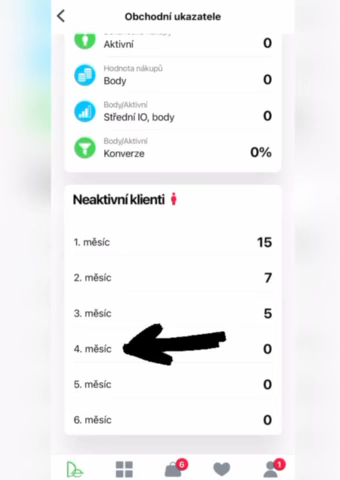 Obchodní ukazatele
Aktivní 0
Hodnota nákupů
Body 0
Body/Aktivní
Střední IO, body 0
Body/Aktivní
Konverze 0%
Neaktivní klienti
1. měsíc 15
2. měsíc 7
3. měsíc 5
4. měsíc 0
5. měsíc 0
6. měsíc 0
6
1